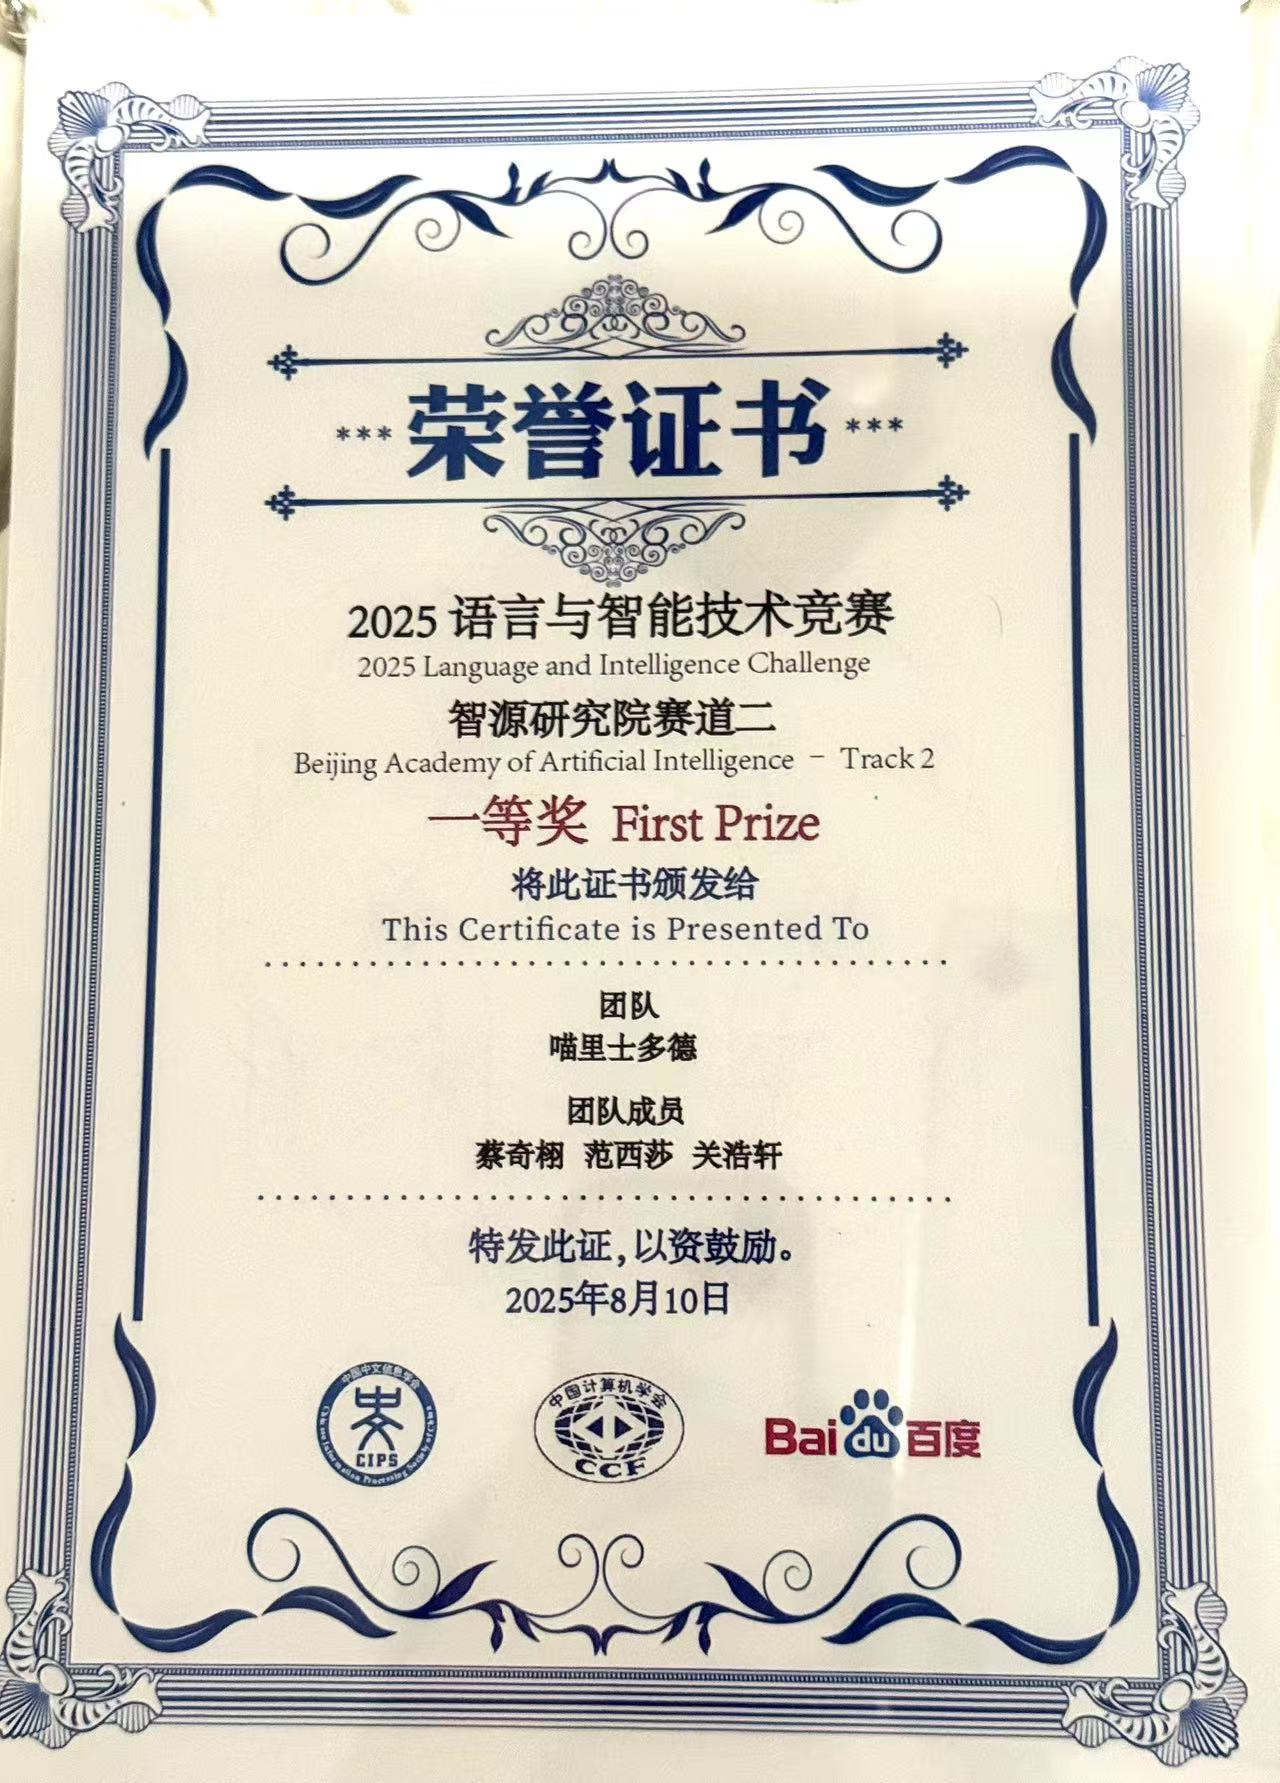 ***荣誉证书***
2025 语言与智能技术竞赛
2025 Language and Intelligence Challenge
智源研究院赛道二
Beijing Academy of Artificial Intelligence － Track 2
一等奖 First Prize
将此证书颁发给
This Certificate is Presented To
团队
喵里士多德
团队成员
蔡奇栩 范西莎 关浩轩
特发此证，以资鼓励。
2025年8月10日
中国中文信息学会
CIPS
Chinese Information Processing Society of China
中国计算机学会
CCF
Bai du 百度